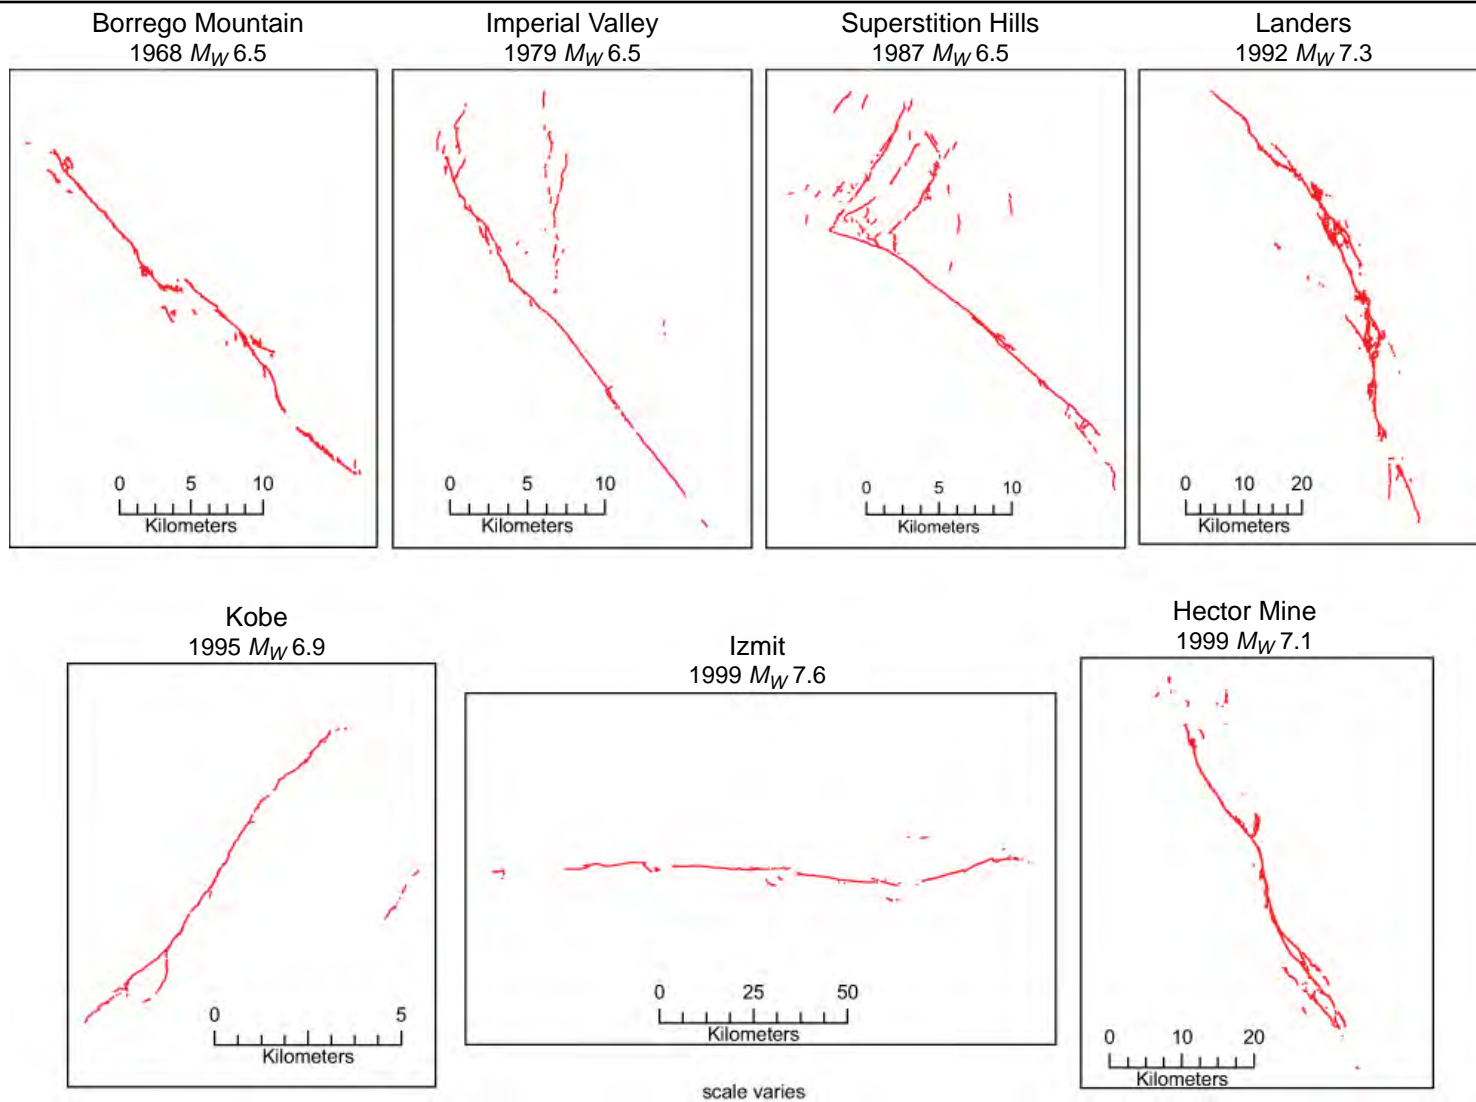 Borrego Mountain
1968 MW 6.5
Imperial Valley
1979 MW 6.5
Superstition Hills
1987 MW 6.5
Landers
1992 MW 7.3
0 5 10
Kilometers
0 5 10
Kilometers
0 5 10
Kilometers
0 10 20
Kilometers
Kobe
1995 MW 6.9
Izmit
1999 MW 7.6
Hector Mine
1999 MW 7.1
0 5
Kilometers
0 25 50
Kilometers
0 10 20
Kilometers
scale varies